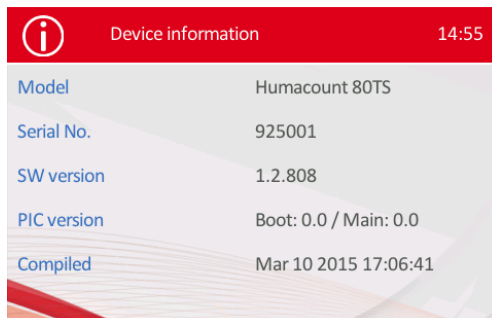 Device information 14:55
Model Humacount 80TS
Serial No. 925001
SW version 1.2.808
PIC version Boot: 0.0 / Main: 0.0
Compiled Mar 10 2015 17:06:41